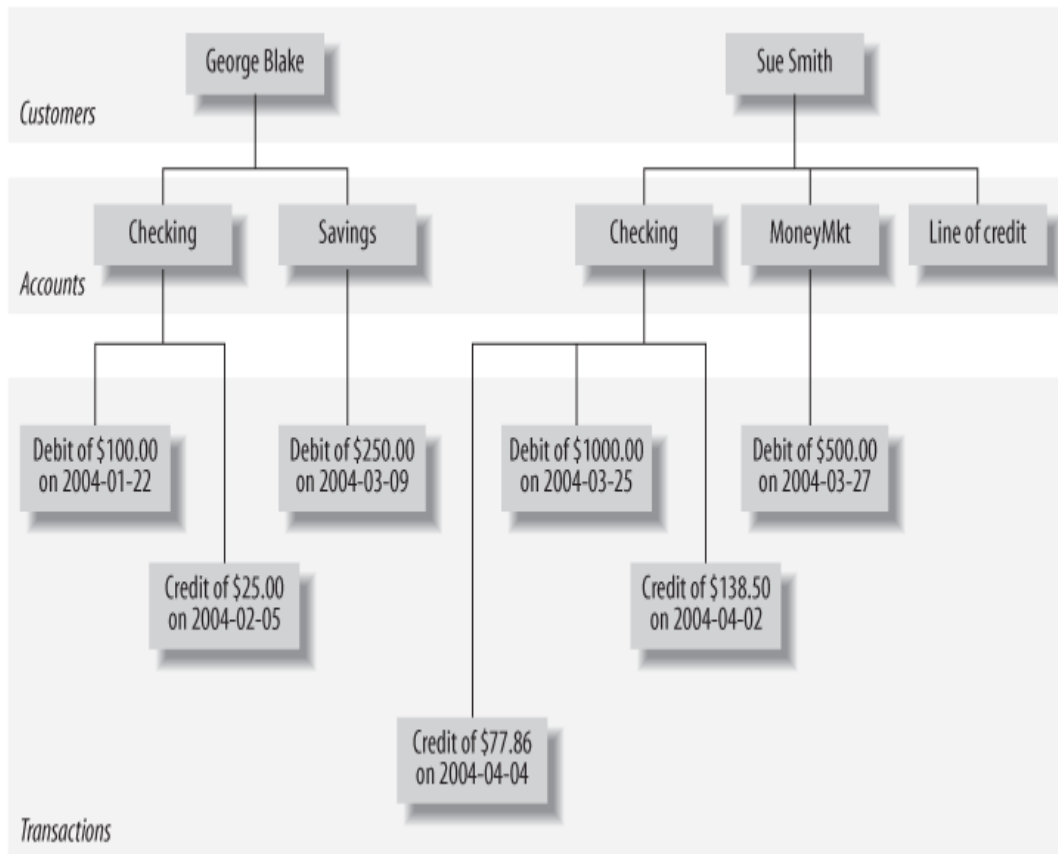 George Blake
Sue Smith
Customers
Checking
Savings
Checking
MoneyMkt
Line of credit
Accounts
Debit of $100.00
on 2004-01-22
Debit of $250.00
on 2004-03-09
Debit of $1000.00
on 2004-03-25
Debit of $500.00
on 2004-03-27
Credit of $25.00
on 2004-02-05
Credit of $138.50
on 2004-04-02
Credit of $77.86
on 2004-04-04
Transactions